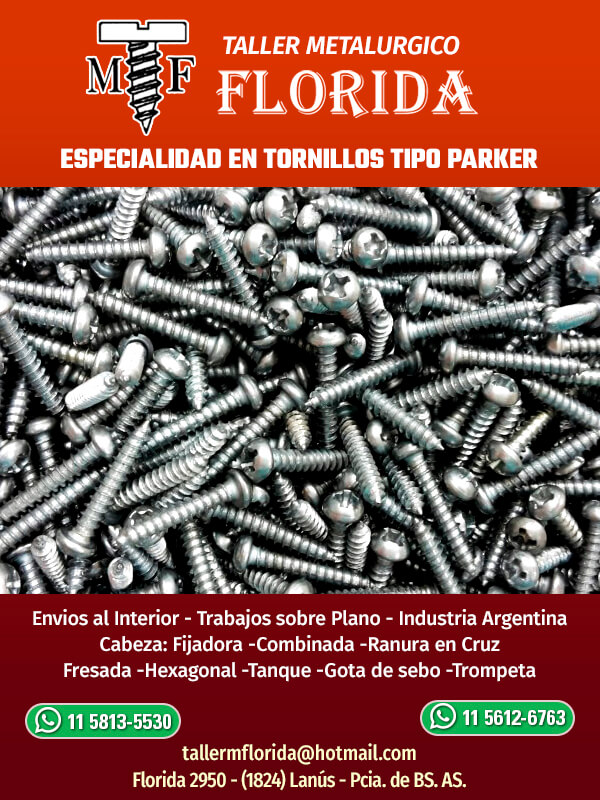 M F
TALLER METALURGICO
FLORIDA
ESPECIALIDAD EN TORNILLOS TIPO PARKER
Envios al Interior - Trabajos sobre Plano - Industria Argentina
Cabeza: Fijadora -Combinada -Ranura en Cruz
Fresada -Hexagonal -Tanque -Gota de sebo -Trompeta
11 5813-5530
11 5612-6763
tallermflorida@hotmail.com
Florida 2950 - (1824) Lanús - Pcia. de BS. AS.